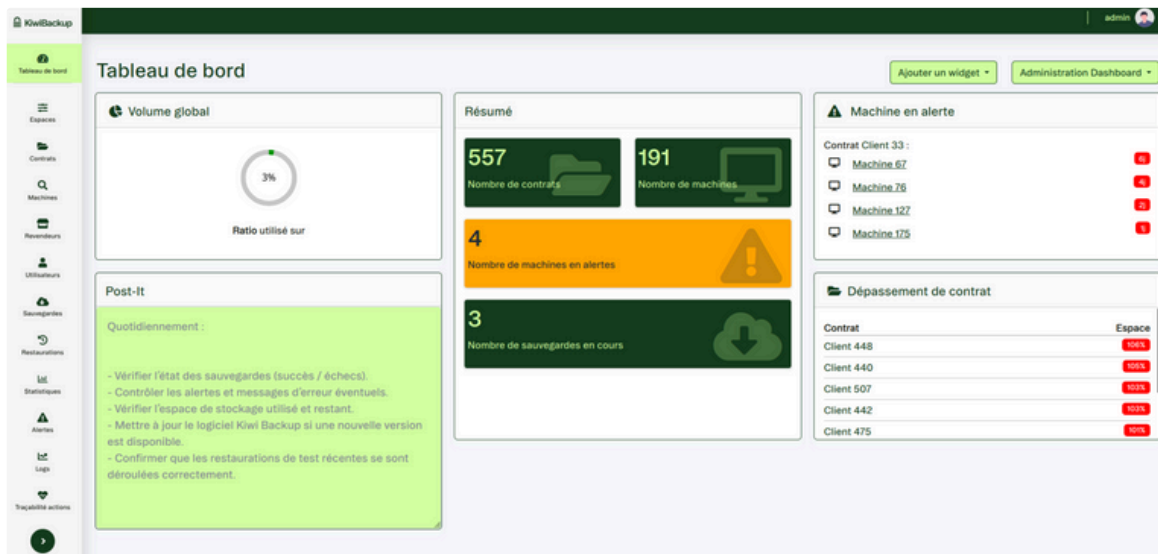 KiwiBackup
admin
Tableau de bord
Espaces
Contrats
Machines
Revendeurs
Utilisateurs
Sauvegardes
Restaurations
Statistiques
Alertes
Logs
Traçabilité actions
Tableau de bord
Ajouter un widget
Administration Dashboard
Volume global
3%
Ratio utilisé sur
Post-It
Quotidiennement :
- Vérifier l'état des sauvegardes (succès / échecs).
- Contrôler les alertes et messages d'erreur éventuels.
- Vérifier l'espace de stockage utilisé et restant.
- Mettre à jour le logiciel Kiwi Backup si une nouvelle version
est disponible.
- Confirmer que les restaurations de test récentes se sont
déroulées correctement.
Résumé
557
Nombre de contrats
191
Nombre de machines
4
Nombre de machines en alertes
3
Nombre de sauvegardes en cours
Machine en alerte
Contrat Client 33 :
Machine 67 6j
Machine 76 4j
Machine 127 2j
Machine 175 1j
Dépassement de contrat
Contrat Espace
Client 448 106%
Client 440 105%
Client 507 103%
Client 442 103%
Client 475 101%